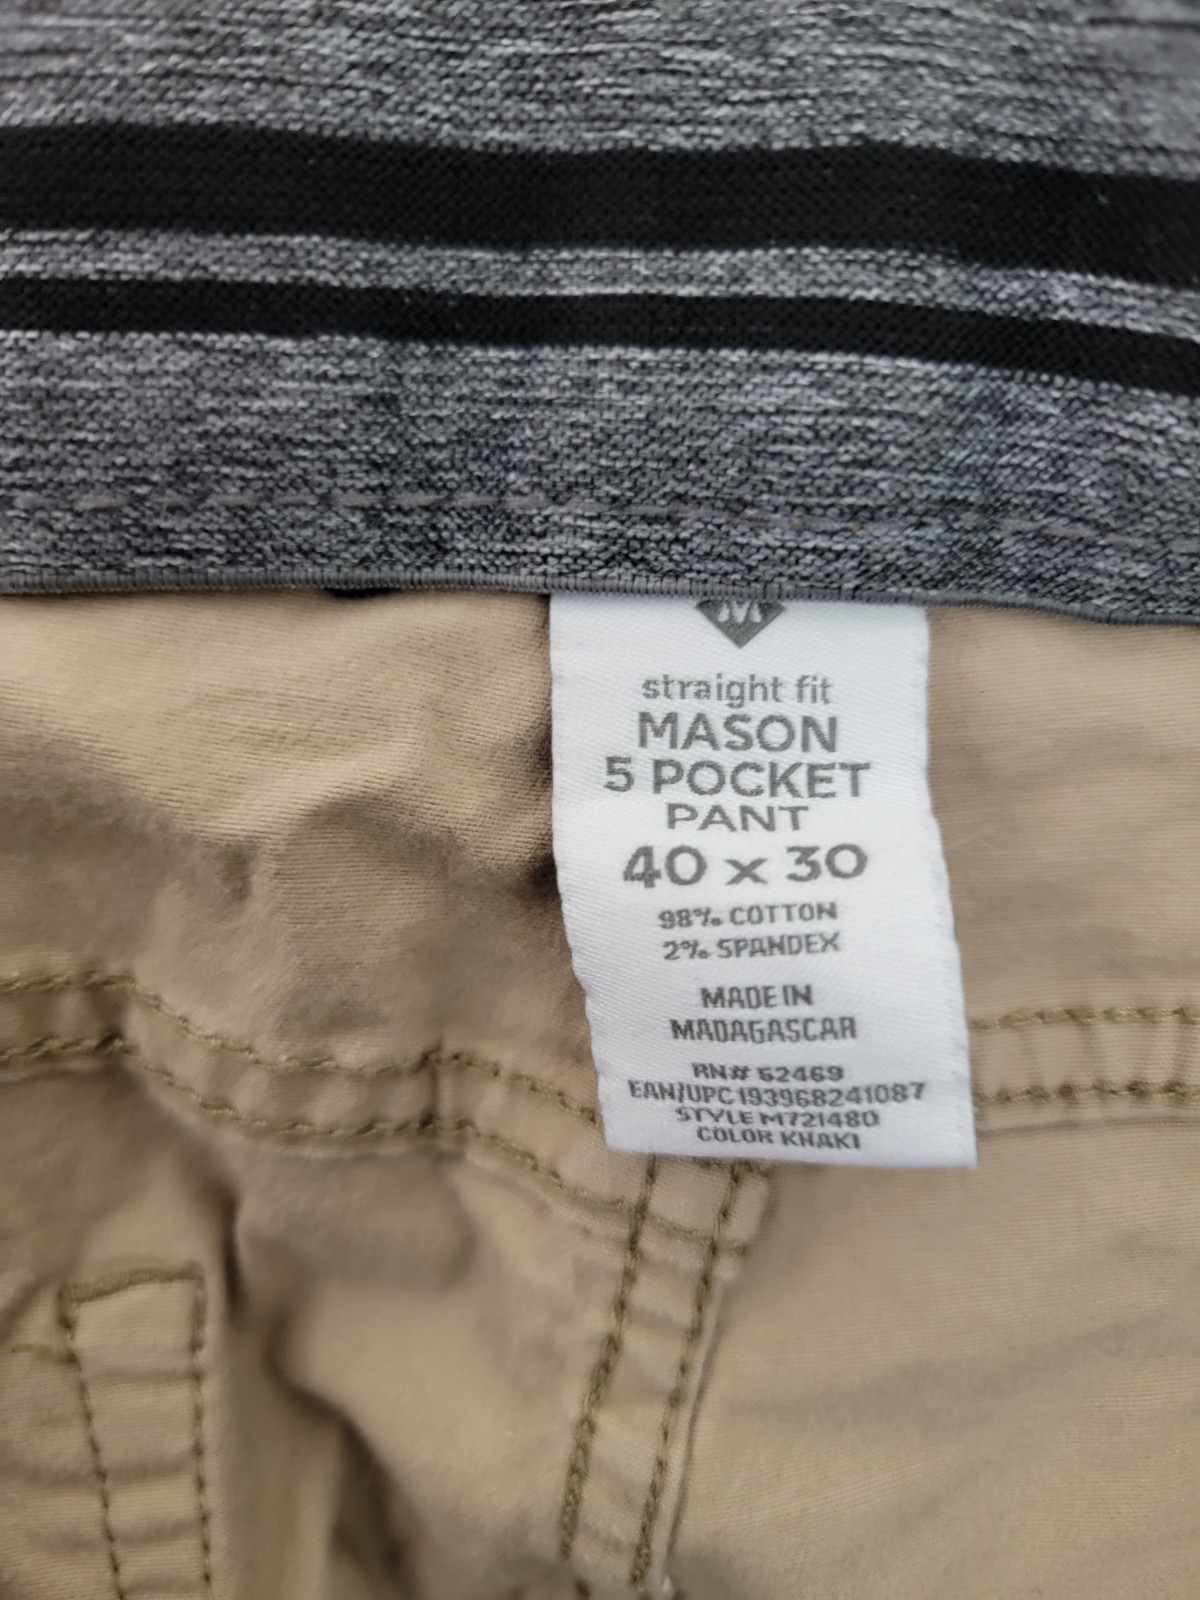 M
straight fit
MASON
5 POCKET
PANT
40 x 30
98% COTTON
2% SPANDEX
MADE IN
MADAGASCAR
RN# 62469
EAN/UPC 193968241087
STYLE M721480
COLOR KHAKI